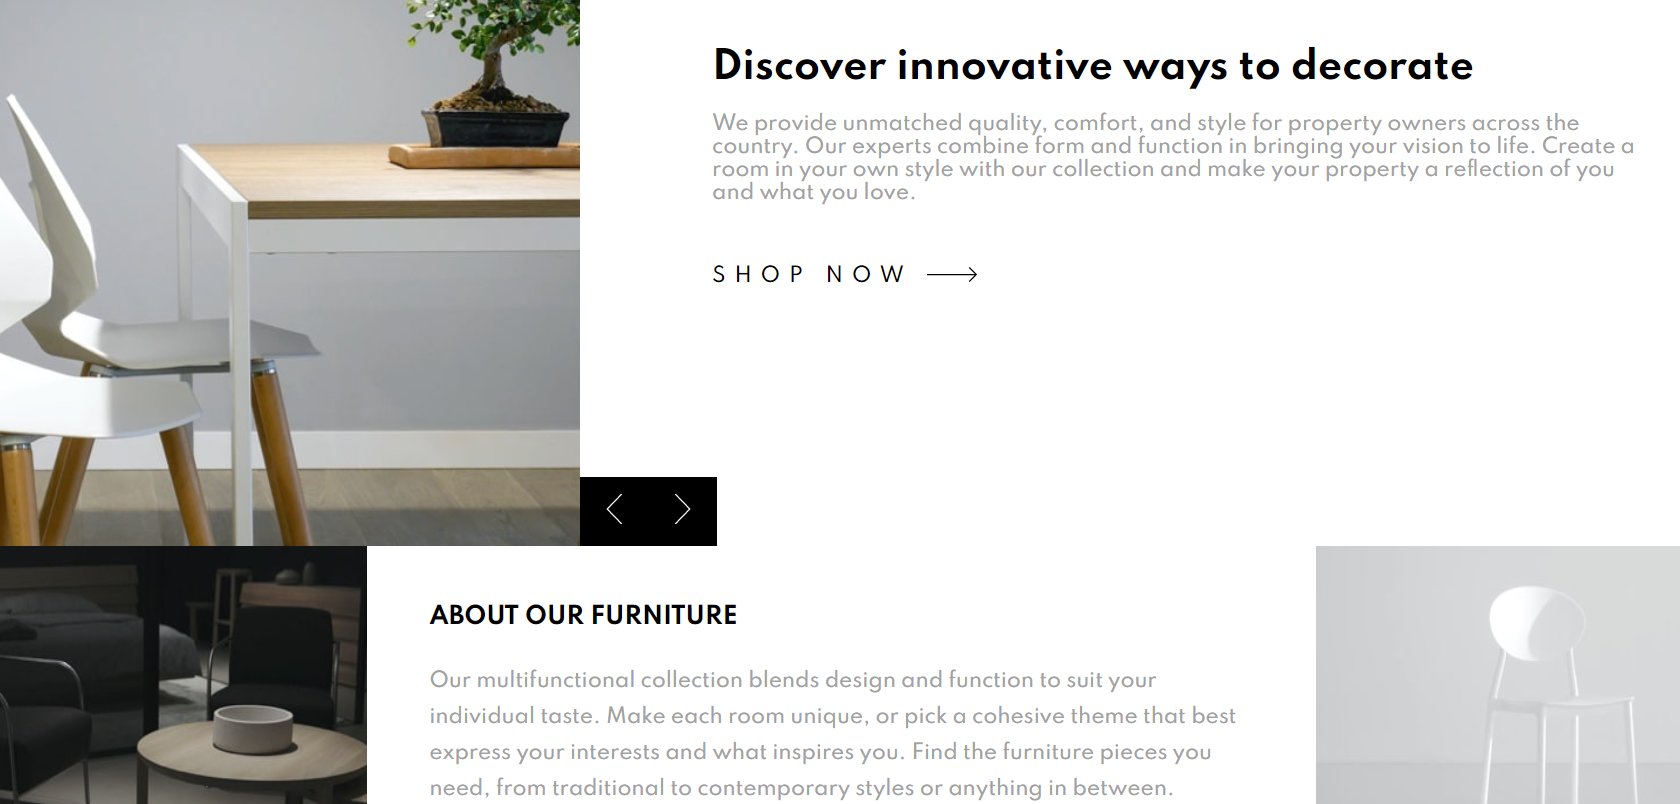 Discover innovative ways to decorate
We provide unmatched quality, comfort, and style for property owners across the
country. Our experts combine form and function in bringing your vision to life. Create a
room in your own style with our collection and make your property a reflection of you
and what you love.
SHOP NOW
ABOUT OUR FURNITURE
Our multifunctional collection blends design and function to suit your
individual taste. Make each room unique, or pick a cohesive theme that best
express your interests and what inspires you. Find the furniture pieces you
need, from traditional to contemporary styles or anything in between.